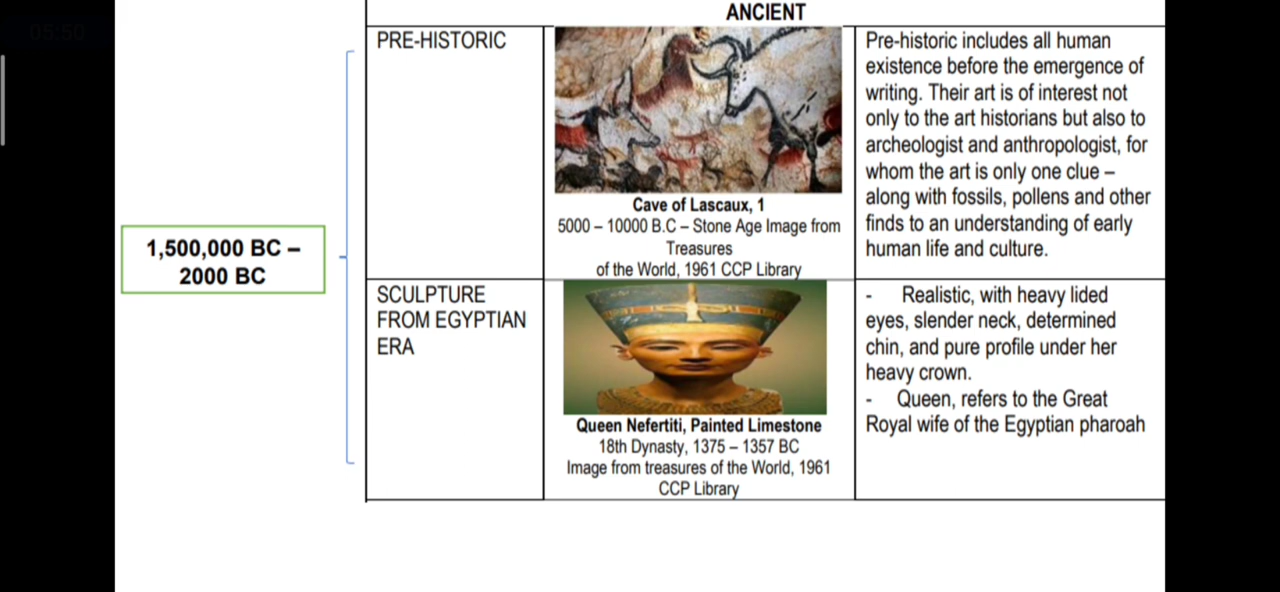 05:50
ANCIENT
1,500,000 BC –
2000 BC
PRE-HISTORIC
Cave of Lascaux, 1
5000 – 10000 B.C – Stone Age Image from
Treasures
of the World, 1961 CCP Library
Pre-historic includes all human
existence before the emergence of
writing. Their art is of interest not
only to the art historians but also to
archeologist and anthropologist, for
whom the art is only one clue –
along with fossils, pollens and other
finds to an understanding of early
human life and culture.
SCULPTURE
FROM EGYPTIAN
ERA
Queen Nefertiti, Painted Limestone
18th Dynasty, 1375 – 1357 BC
Image from treasures of the World, 1961
CCP Library
- Realistic, with heavy lided
eyes, slender neck, determined
chin, and pure profile under her
heavy crown.
- Queen, refers to the Great
Royal wife of the Egyptian pharoah